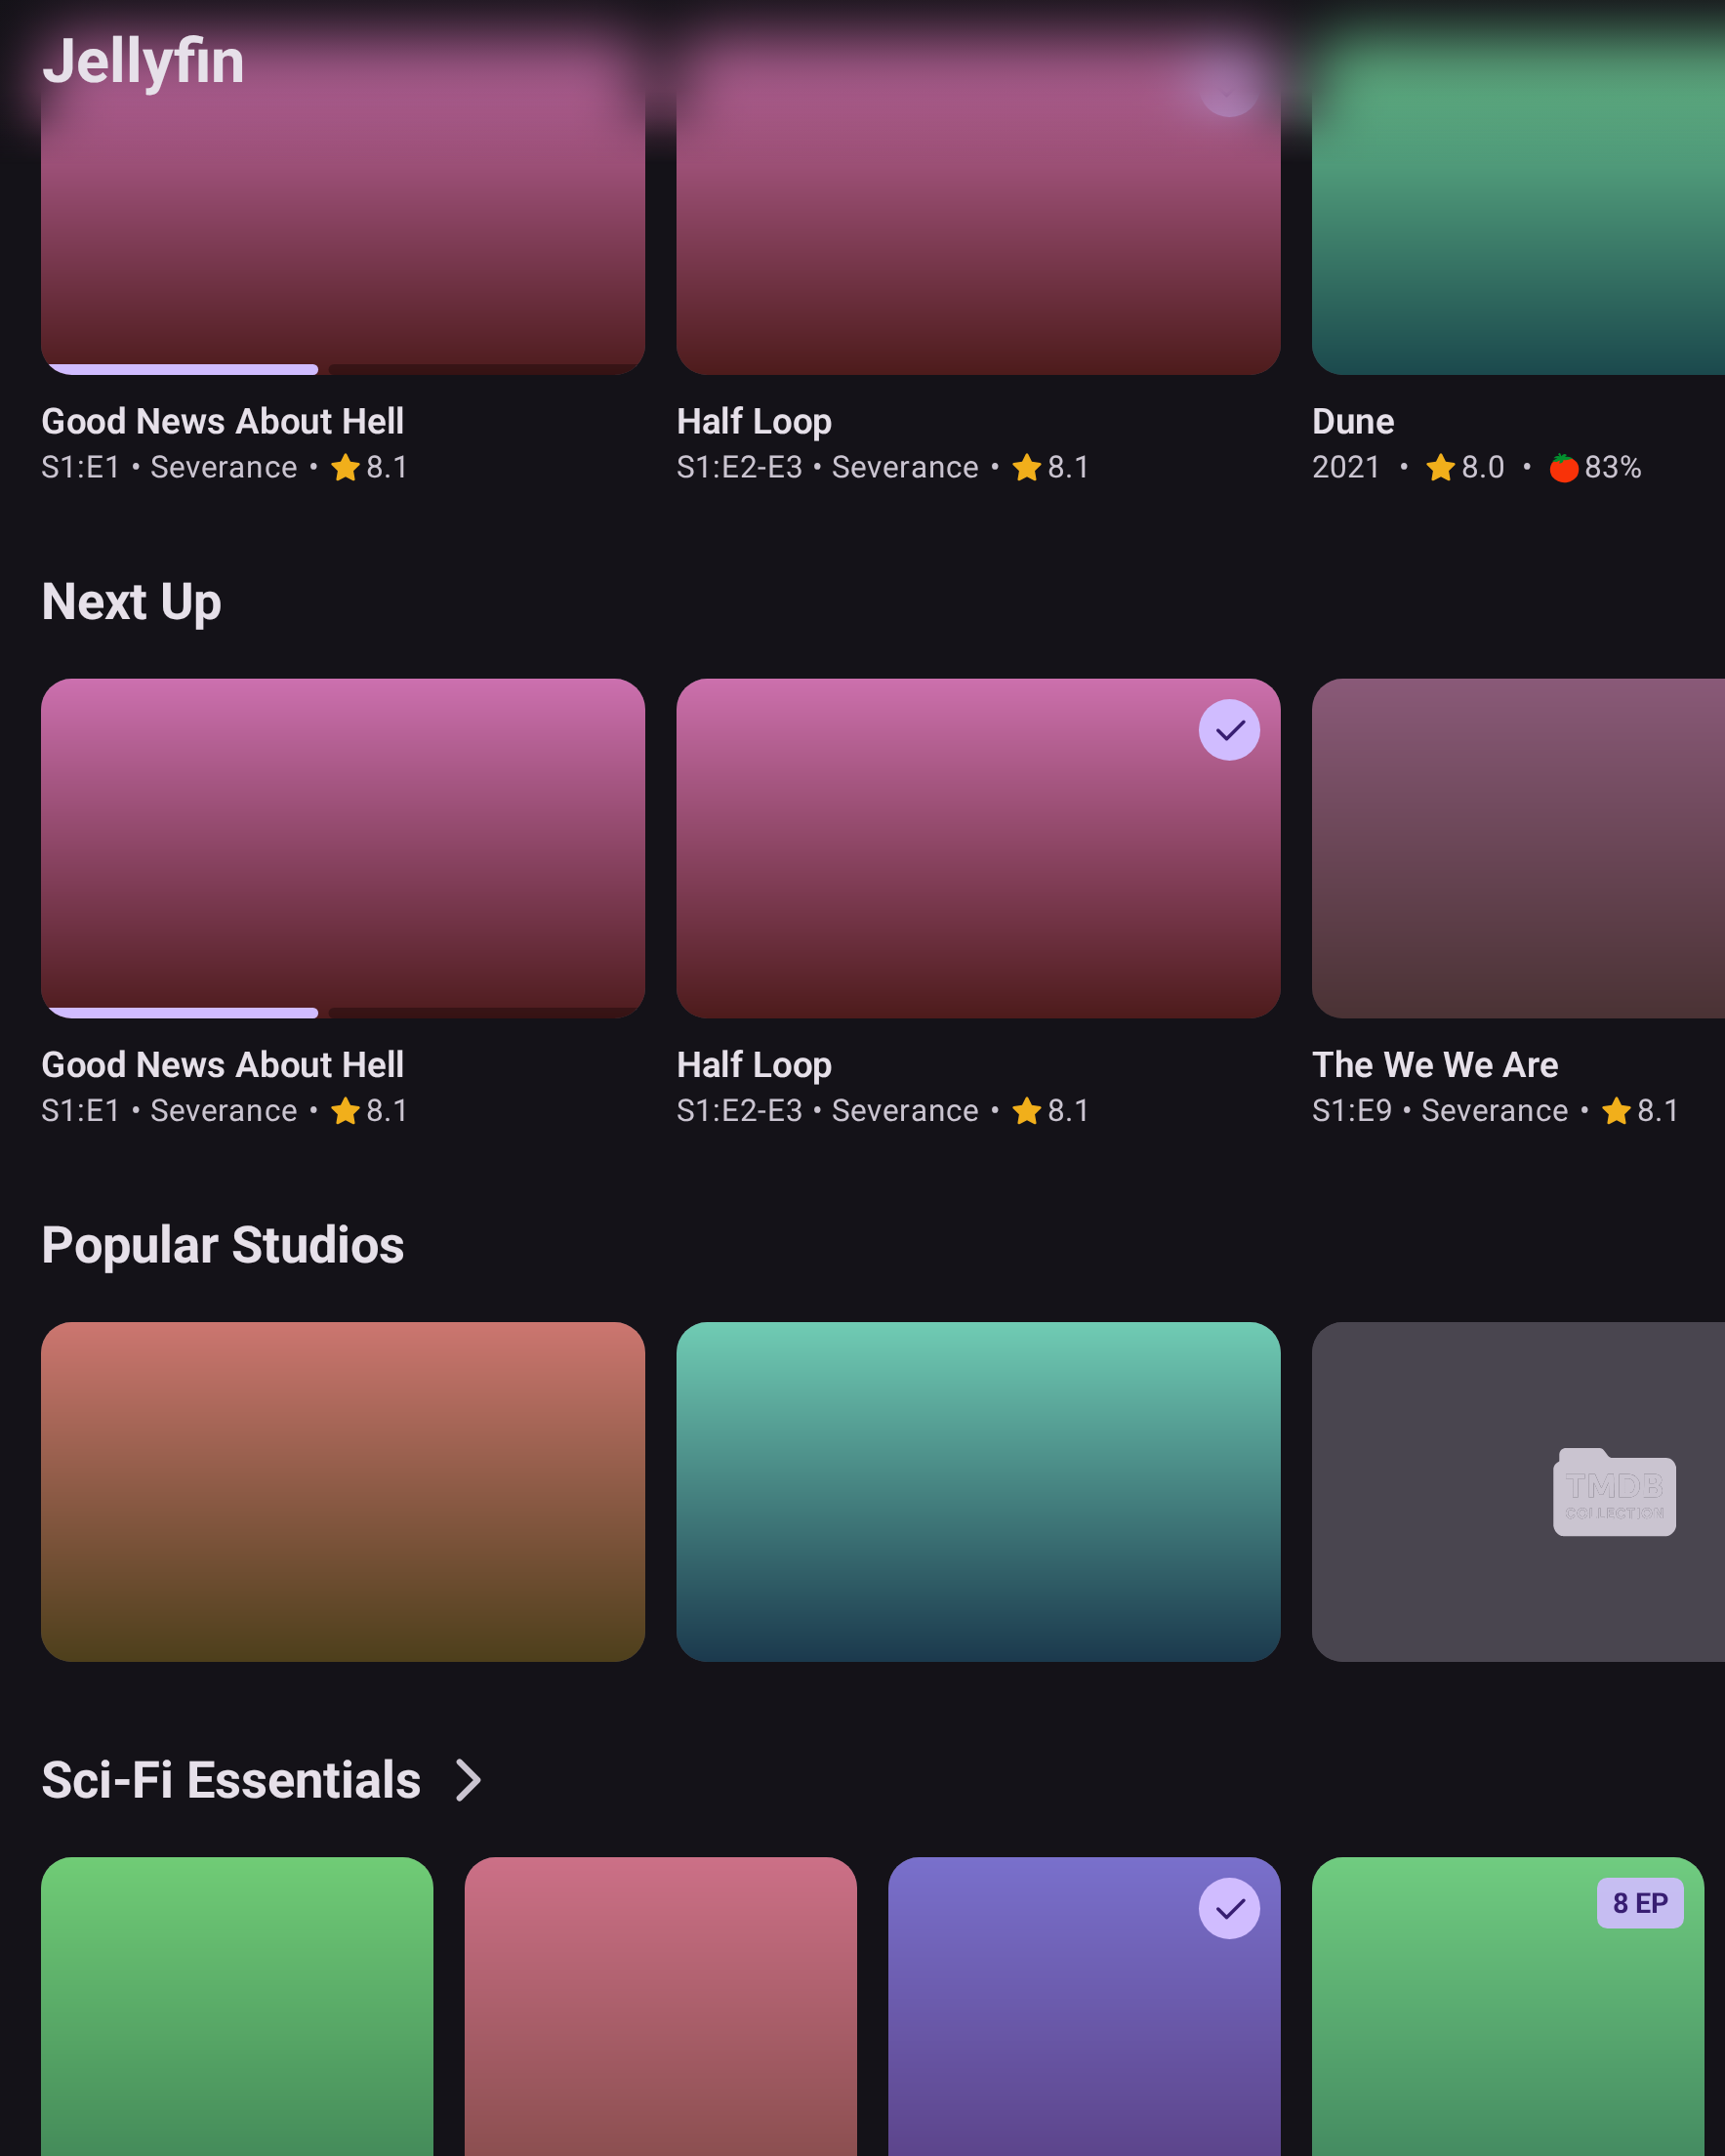 Jellyfin
Good News About Hell
S1:E1 • Severance • ⭐ 8.1
Half Loop
S1:E2-E3 • Severance • ⭐ 8.1
Dune
2021 • ⭐ 8.0 • 🍅 83%
Next Up
Good News About Hell
S1:E1 • Severance • ⭐ 8.1
Half Loop
S1:E2-E3 • Severance • ⭐ 8.1
The We We Are
S1:E9 • Severance • ⭐ 8.1
Popular Studios
TMDB
COLLECTION
Sci-Fi Essentials
8 EP